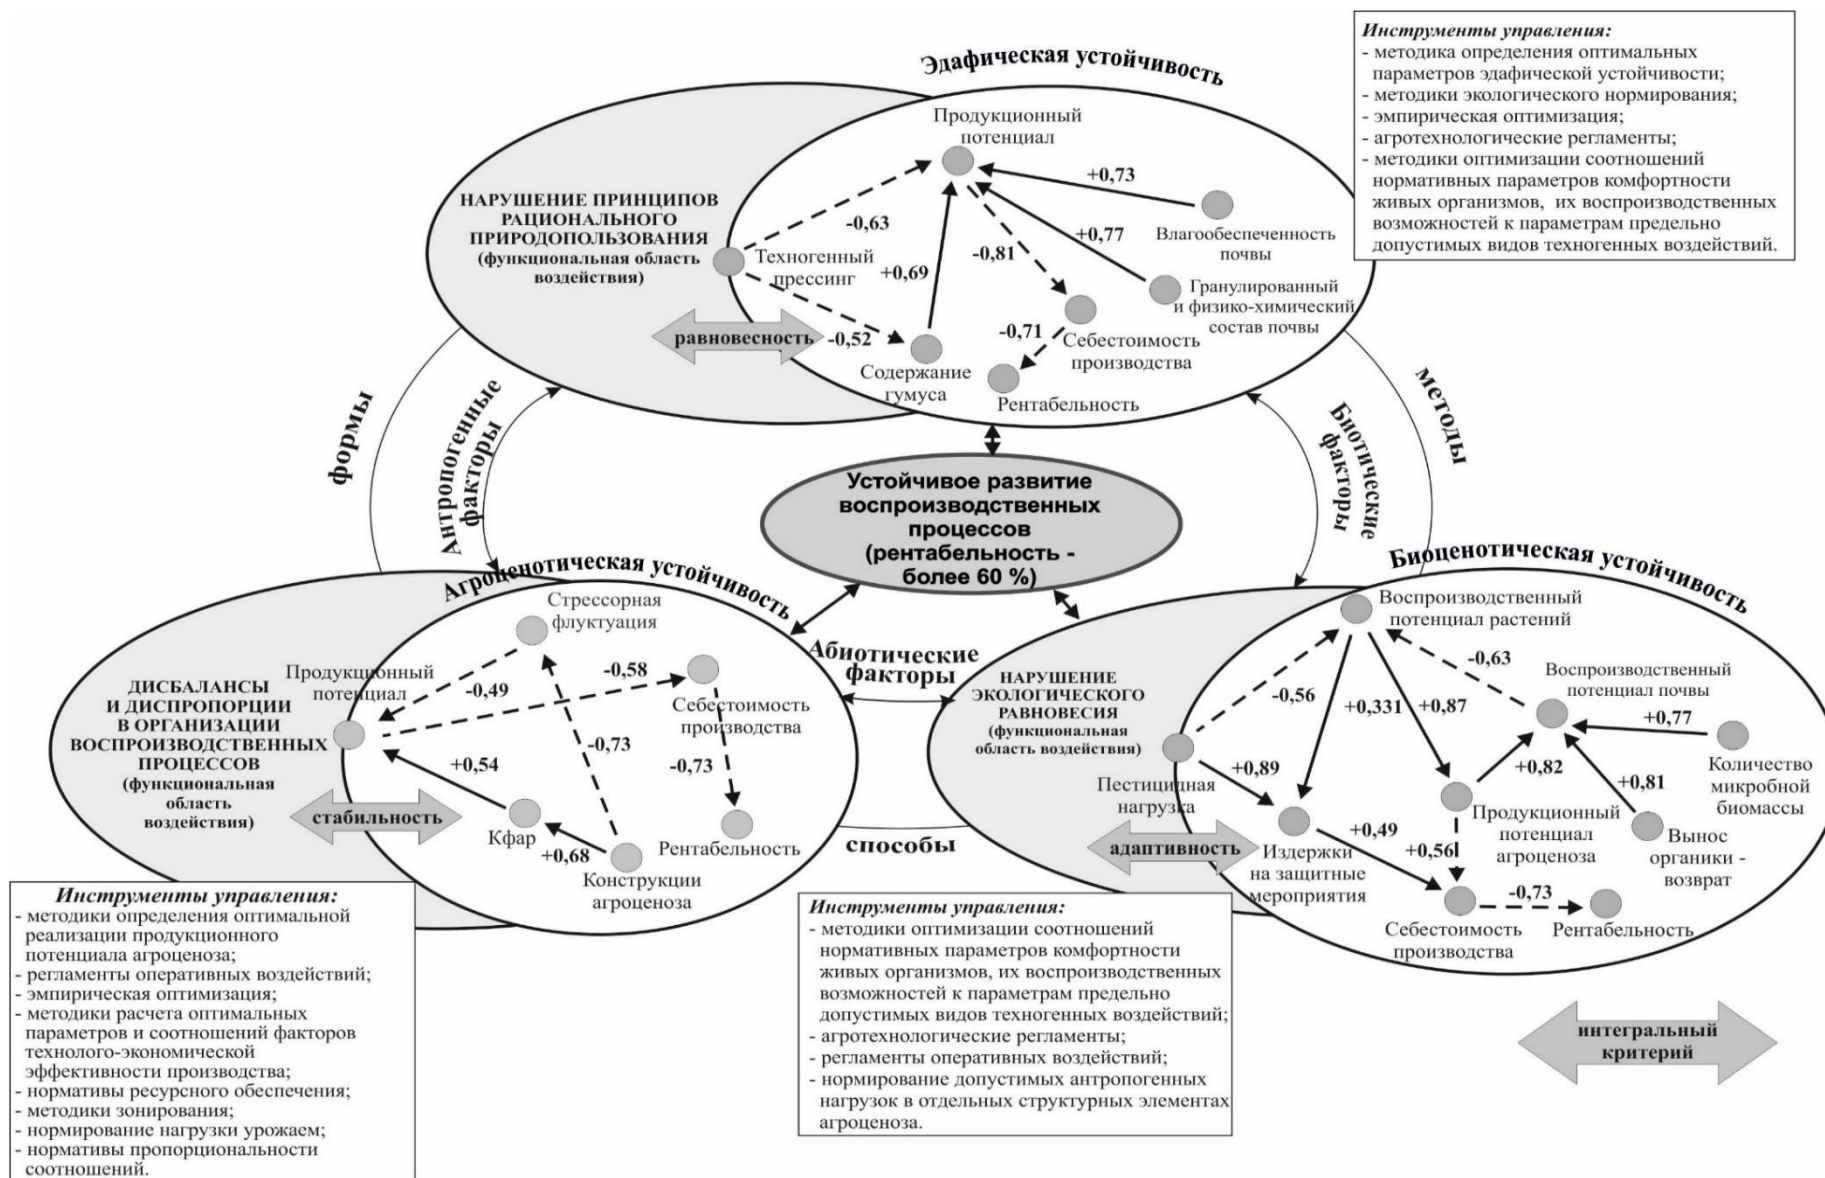 Эдафическая устойчивость
Инструменты управления:
- методика определения оптимальных
параметров эдафической устойчивости;
- методики экологического нормирования;
- эмпирическая оптимизация;
- агротехнологические регламенты;
- методики оптимизации соотношений
нормативных параметров комфортности
живых организмов, их воспроизводственных
возможностей к параметрам предельно
допустимых видов техногенных воздействий.
НАРУШЕНИЕ ПРИНЦИПОВ
РАЦИОНАЛЬНОГО
ПРИРОДОПОЛЬЗОВАНИЯ
(функциональная область
воздействия)
Продукционный
потенциал
+0,73
-0,63
+0,77
Влагообеспеченность
почвы
Техногенный
прессинг
+0,69
-0,81
Гранулированный
и физико-химический
состав почвы
равновесность
-0,52
-0,71
Себестоимость
производства
Содержание
гумуса
Рентабельность
формы
Антропогенные
факторы
Биотические
факторы
методы
Устойчивое развитие
воспроизводственных
процессов
(рентабельность -
более 60 %)
Агроценотическая устойчивость
Стрессорная
флуктуация
Продукционный
потенциал
-0,58
-0,49
Себестоимость
производства
ДИСБАЛАНСЫ
И ДИСПРОПОРЦИИ
В ОРГАНИЗАЦИИ
ВОСПРОИЗВОДСТВЕННЫХ
ПРОЦЕССОВ
(функциональная
область
воздействия)
-0,73
-0,73
+0,54
стабильность
Кфар
+0,68
Рентабельность
Конструкции
агроценоза
Абиотические
факторы
способы
Биоценотическая устойчивость
Воспроизводственный
потенциал растений
НАРУШЕНИЕ
ЭКОЛОГИЧЕСКОГО
РАВНОВЕСИЯ
(функциональная
область воздействия)
-0,63
Воспроизводственный
потенциал почвы
-0,56
+0,331
+0,87
+0,77
Пестицидная
нагрузка
+0,89
+0,82
+0,81
Количество
микробной
биомассы
адаптивность
Издержки
на защитные
мероприятия
+0,49
+0,56
Продукционный
потенциал
агроценоза
Вынос
органики -
возврат
-0,73
Себестоимость
производства
Рентабельность
Инструменты управления:
- методики определения оптимальной
реализации продукционного
потенциала агроценоза;
- регламенты оперативных воздействий;
- эмпирическая оптимизация;
- методики расчета оптимальных
параметров и соотношений факторов
технолого-экономической
эффективности производства;
- нормативы ресурсного обеспечения;
- методики зонирования;
- нормирование нагрузки урожаем;
- нормативы пропорциональности
соотношений.
Инструменты управления:
- методики оптимизации соотношений
нормативных параметров комфортности
живых организмов, их воспроизводственных
возможностей к параметрам предельно
допустимых видов техногенных воздействий;
- агротехнологические регламенты;
- регламенты оперативных воздействий;
- нормирование допустимых антропогенных
нагрузок в отдельных структурных элементах
агроценоза.
интегральный
критерий